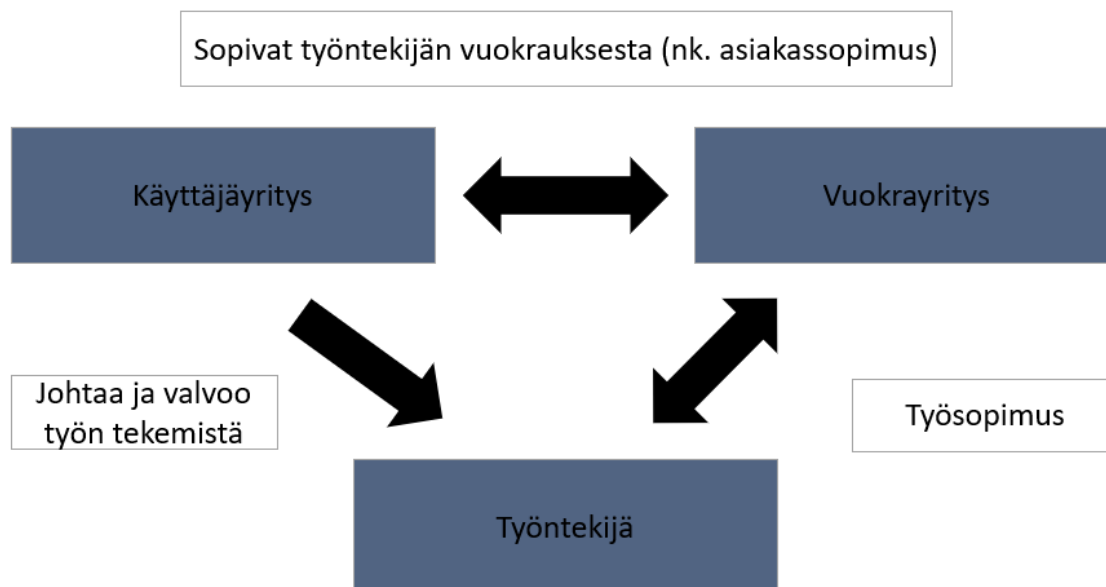 Sopivat työntekijän vuokrauksesta (nk. asiakassopimus)
Käyttäjäyritys
Vuokrayritys
Johtaa ja valvoo
työn tekemistä
Työsopimus
Työntekijä